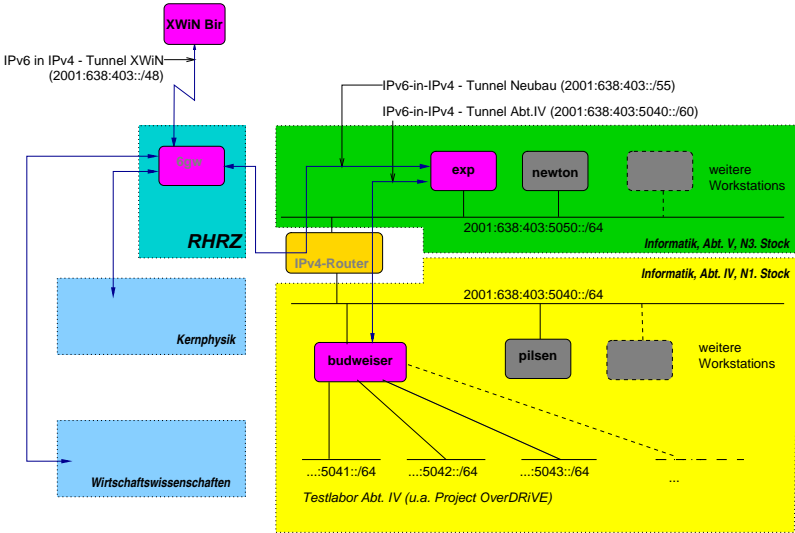 XWiN Bir
IPv6 in IPv4 - Tunnel XWiN
(2001:638:403::/48)
IPv6-in-IPv4 - Tunnel Neubau (2001:638:403::/55)
IPv6-in-IPv4 - Tunnel Abt.IV (2001:638:403:5040::/60)
6gw
RHRZ
exp
newton
weitere
Workstations
2001:638:403:5050::/64
Informatik, Abt. V, N3. Stock
IPv4-Router
Informatik, Abt. IV, N1. Stock
2001:638:403:5040::/64
Kernphysik
budweiser
pilsen
weitere
Workstations
...:5041::/64
...:5042::/64
...:5043::/64
...
Wirtschaftswissenschaften
Testlabor Abt. IV (u.a. Project OverDRiVE)